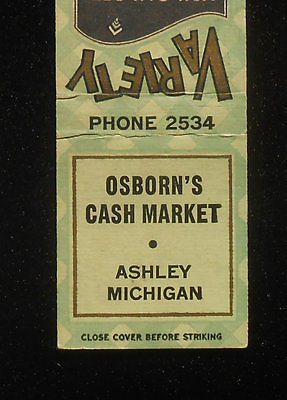 VARIETY
PHONE 2534
OSBORN'S
CASH MARKET
•
ASHLEY
MICHIGAN
CLOSE COVER BEFORE STRIKING